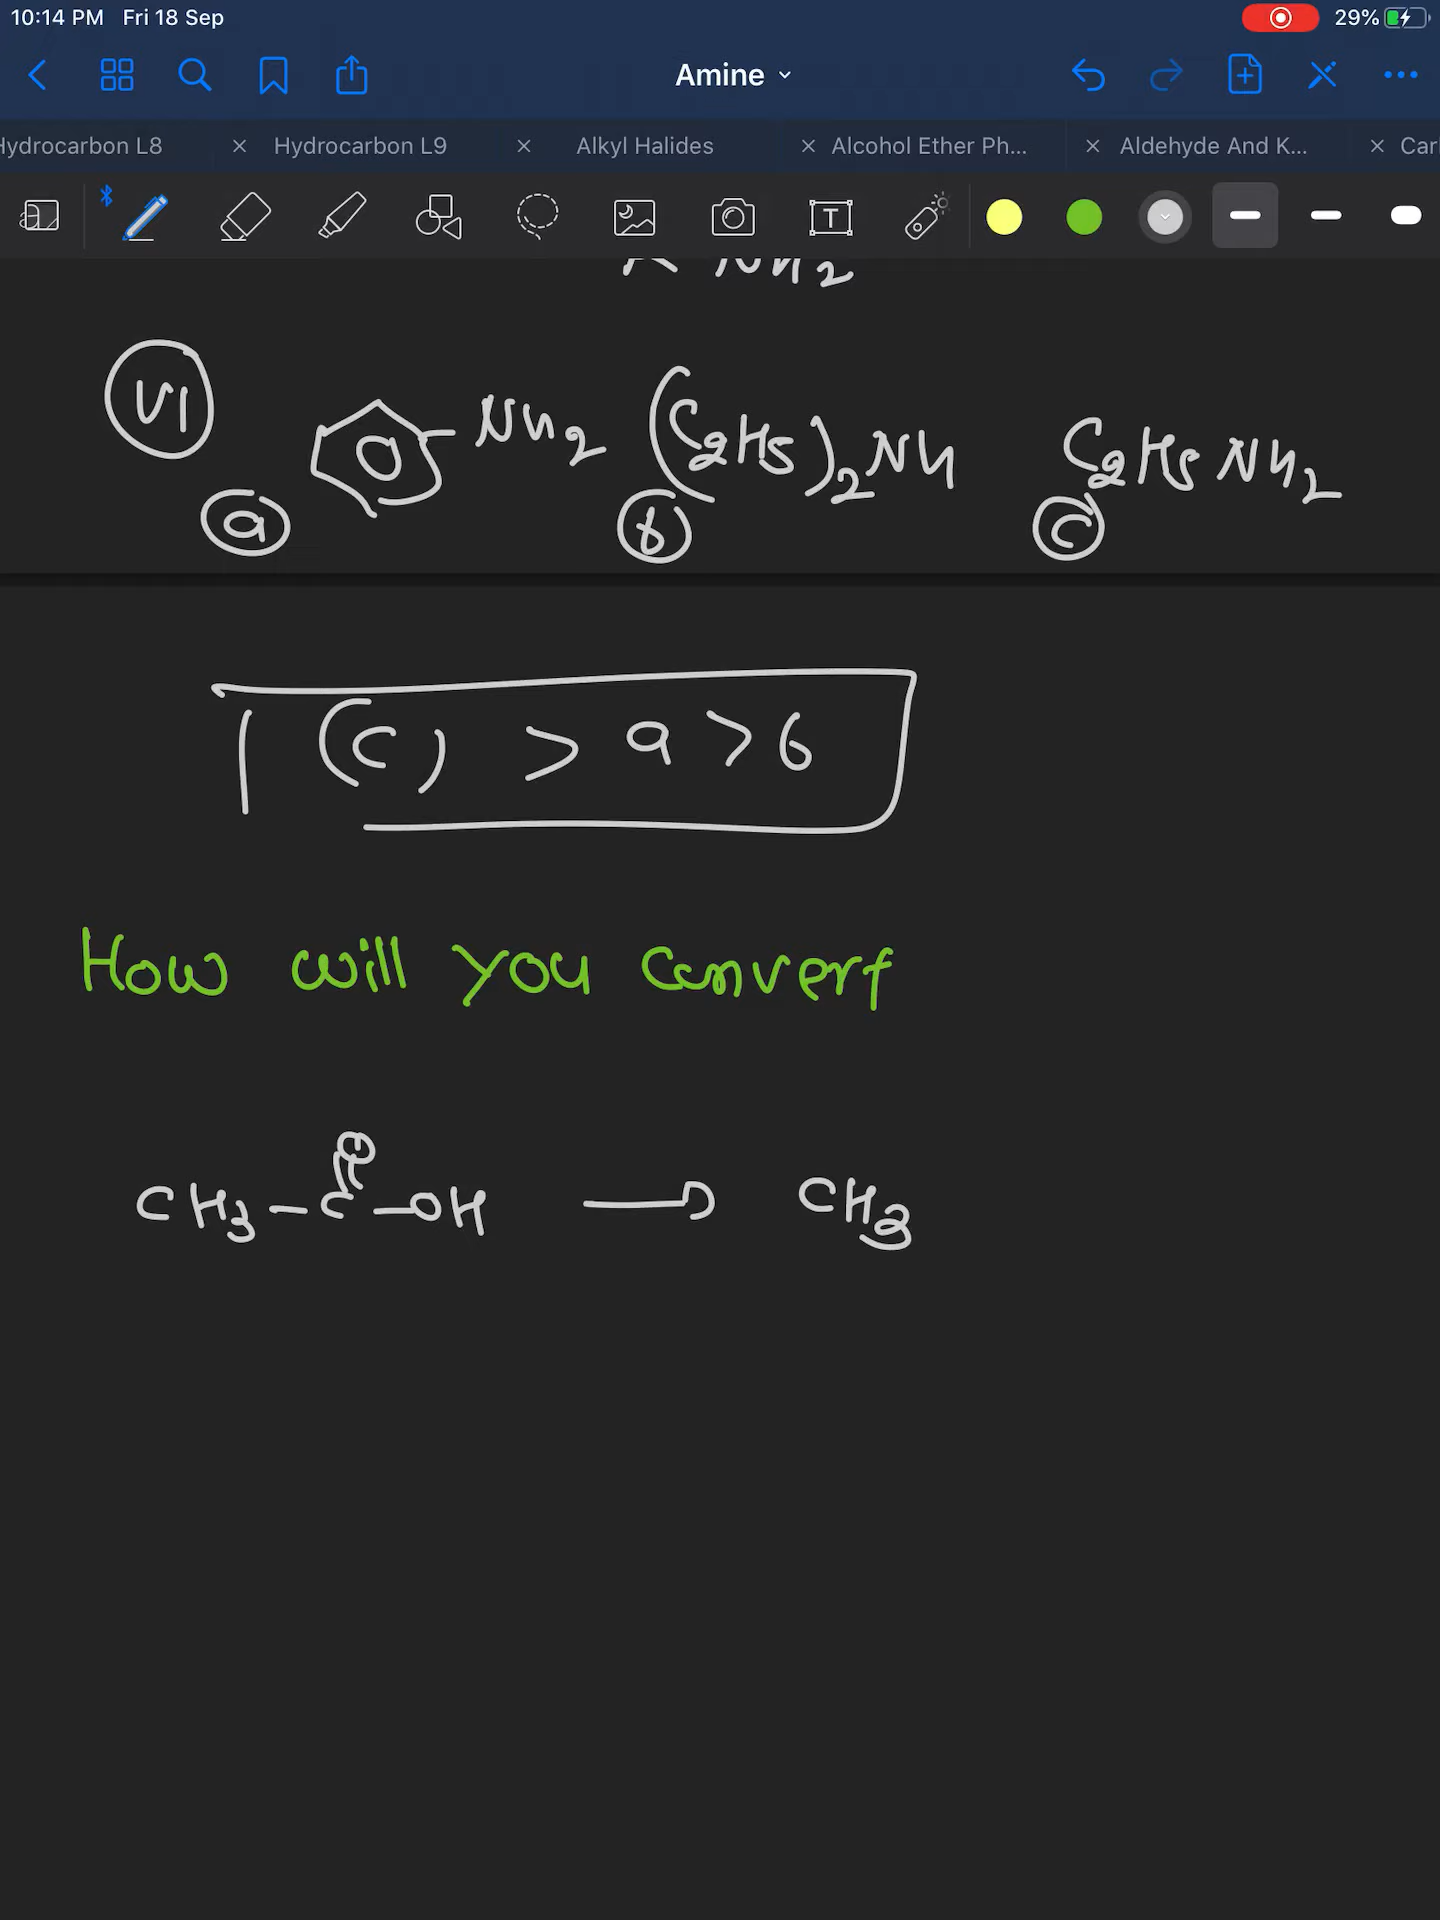 10:14 PM Fri 18 Sep 29%
Amine
Hydrocarbon L8 Hydrocarbon L9 Alkyl Halides Alcohol Ether Ph... Aldehyde And K... Car
NH2
VI
NH2 (C2H5)2NH C2H5NH2
a b c
(c) > a > b
How will you convert
CH3-C-OH → CH3
O